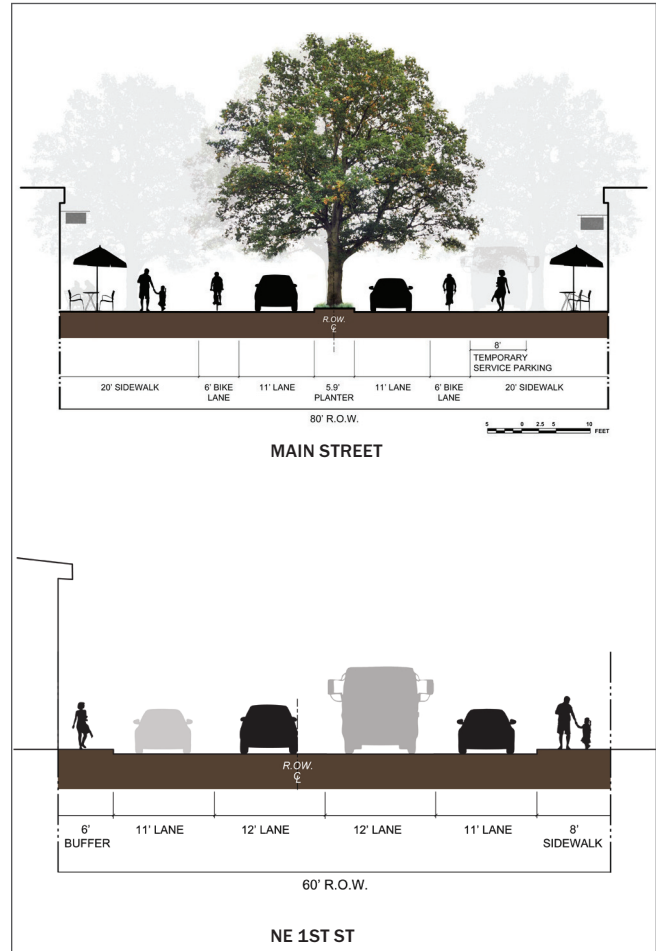 R.O.W.
℄
8'
TEMPORARY
SERVICE PARKING
20' SIDEWALK
6' BIKE
LANE
11' LANE
5.9'
PLANTER
11' LANE
6' BIKE
LANE
20' SIDEWALK
80' R.O.W.
5 0 2.5 5 10
FEET
MAIN STREET
R.O.W.
℄
6'
BUFFER
11' LANE
12' LANE
12' LANE
11' LANE
8'
SIDEWALK
60' R.O.W.
NE 1ST ST